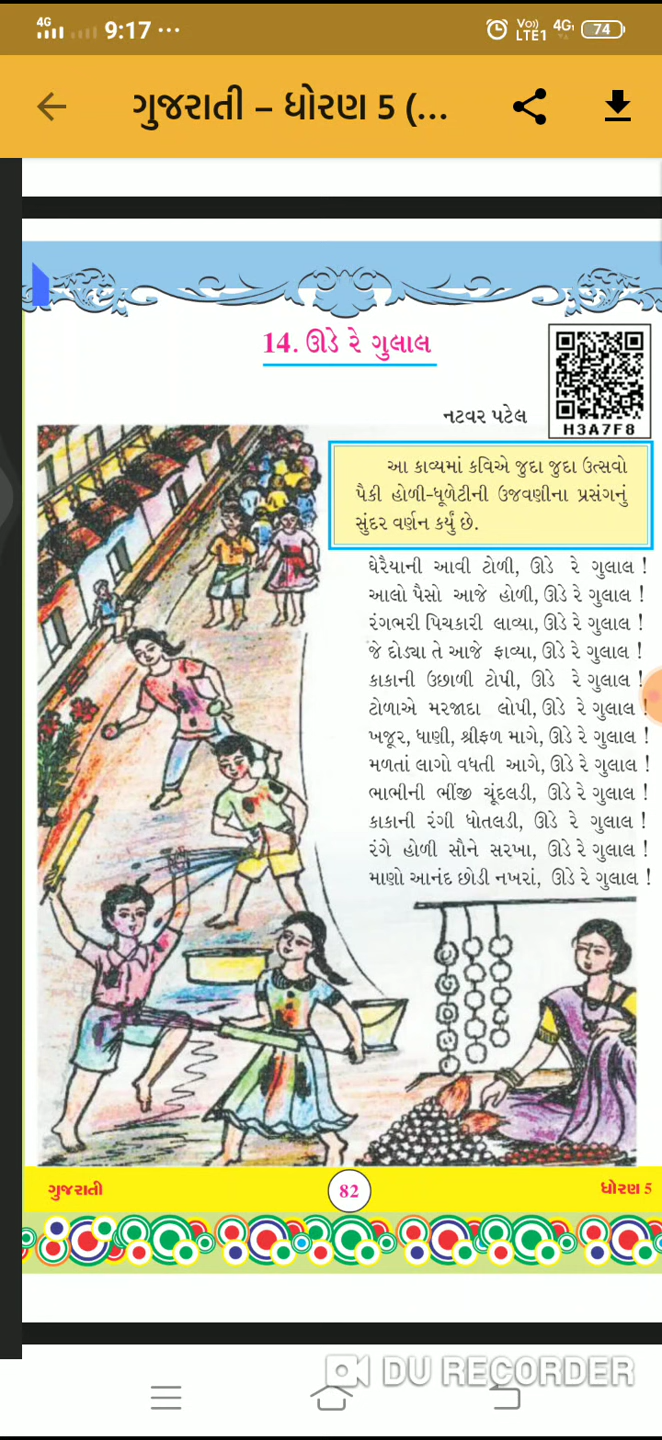 4G 9:17 ••• Vo)) LTE1 4G 74
ગુજરાતી – ધોરણ 5 (...
14. ઊડે રે ગુલાલ
નટવર પટેલ
H3A7F8
આ કાવ્યમાં કવિએ જુદા જુદા ઉત્સવો
પૈકી હોળી-ધૂળેટીની ઉજવણીના પ્રસંગનું
સુંદર વર્ણન કર્યું છે.
ઘેરૈયાની આવી ટોળી, ઊડે રે ગુલાલ !
આલો પૈસો આજે હોળી, ઊડે રે ગુલાલ !
રંગભરી પિચકારી લાવ્યા, ઊડે રે ગુલાલ !
જે દોડ્યા તે આજે ફાવ્યા, ઊડે રે ગુલાલ !
કાકાની ઉછાળી ટોપી, ઊડે રે ગુલાલ !
ટોળાએ મરજાદા લોપી, ઊડે રે ગુલાલ !
ખજૂર, ધાણી, શ્રીફળ માગે, ઊડે રે ગુલાલ !
મળતાં લાગો વધતી આગે, ઊડે રે ગુલાલ !
ભાભીની ભીંજી ચૂંદલડી, ઊડે રે ગુલાલ !
કાકાની રંગી ધોતલડી, ઊડે રે ગુલાલ !
રંગે હોળી સૌને સરખા, ઊડે રે ગુલાલ !
માણો આનંદ છોડી નખરાં, ઊડે રે ગુલાલ !
ગુજરાતી 82 ધોરણ 5
DU RECORDER